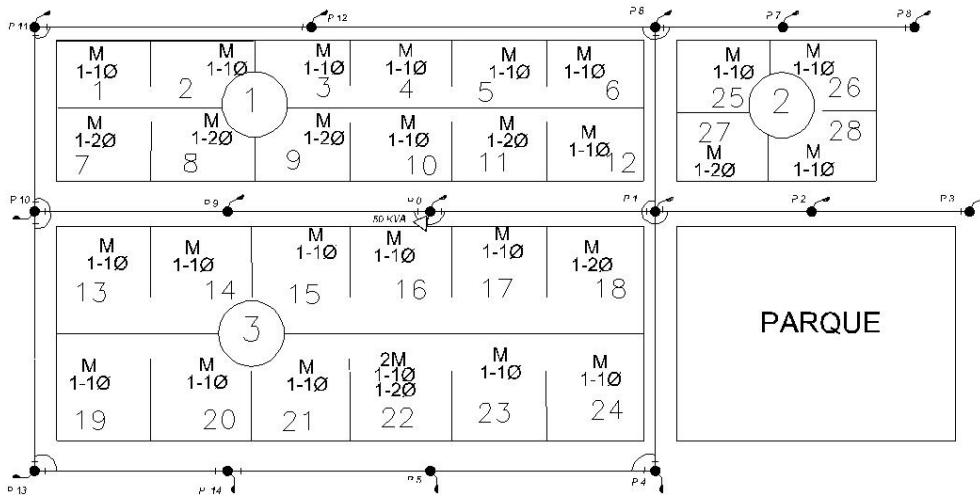 P 11
P 12
P 6
P 7
P 8
M
1-1Ø
1
M
1-1Ø
2
M
1-1Ø
3
M
1-1Ø
4
M
1-1Ø
5
M
1-1Ø
6
M
1-1Ø
25
M
1-1Ø
26
1
2
M
1-2Ø
7
M
1-2Ø
8
M
1-2Ø
9
M
1-1Ø
10
M
1-2Ø
11
M
1-1Ø
12
27
M
1-2Ø
28
M
1-1Ø
P 10
P 9
P 0
50 KVA
P 1
P 2
P 3
M
1-1Ø
13
M
1-1Ø
14
M
1-1Ø
15
M
1-1Ø
16
M
1-1Ø
17
M
1-2Ø
18
3
PARQUE
M
1-1Ø
19
M
1-1Ø
20
M
1-1Ø
21
2M
1-1Ø
1-2Ø
22
M
1-1Ø
23
M
1-1Ø
24
P 13
P 14
P 5
P 4